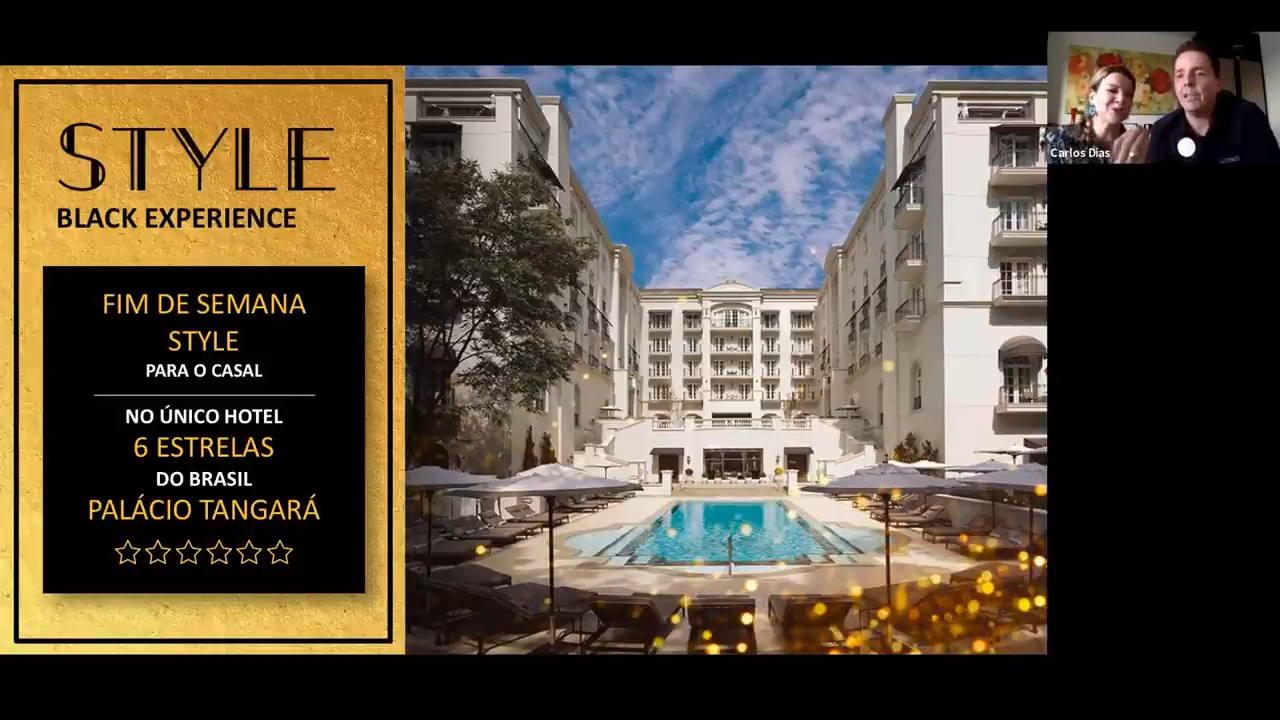 STYLE
BLACK EXPERIENCE
FIM DE SEMANA
STYLE
PARA O CASAL
NO ÚNICO HOTEL
6 ESTRELAS
DO BRASIL
PALÁCIO TANGARÁ
Carlos Dias